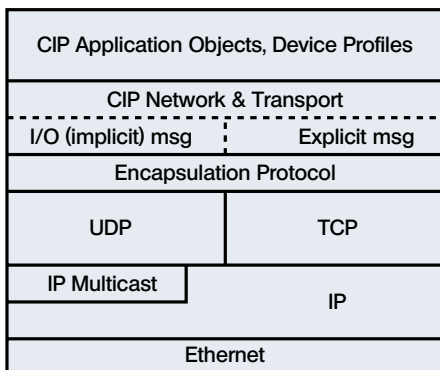 CIP Application Objects, Device Profiles
CIP Network & Transport
I/O (implicit) msg
Explicit msg
Encapsulation Protocol
UDP
TCP
IP Multicast
IP
Ethernet